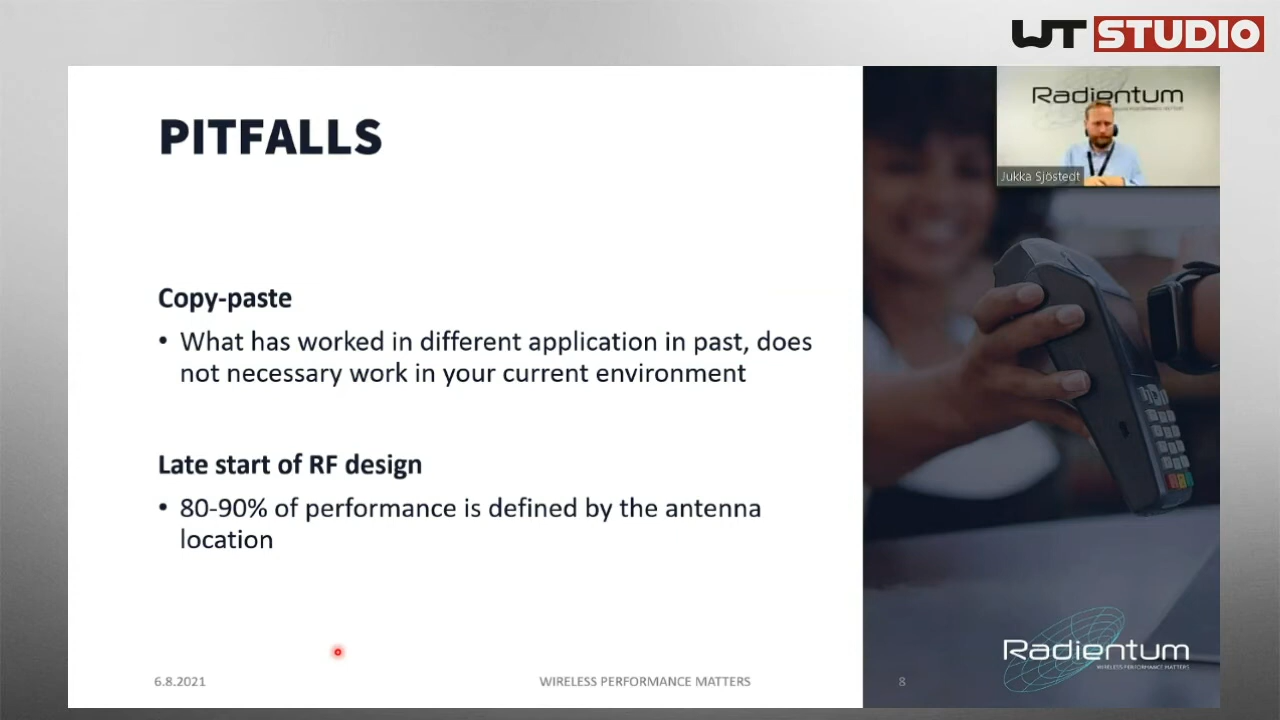 WT STUDIO
PITFALLS
Radientum
Jukka Sjöstedt
Copy-paste
• What has worked in different application in past, does
not necessary work in your current environment
Late start of RF design
• 80-90% of performance is defined by the antenna
location
Radientum
WIRELESS PERFORMANCE MATTERS
6.8.2021
WIRELESS PERFORMANCE MATTERS
8